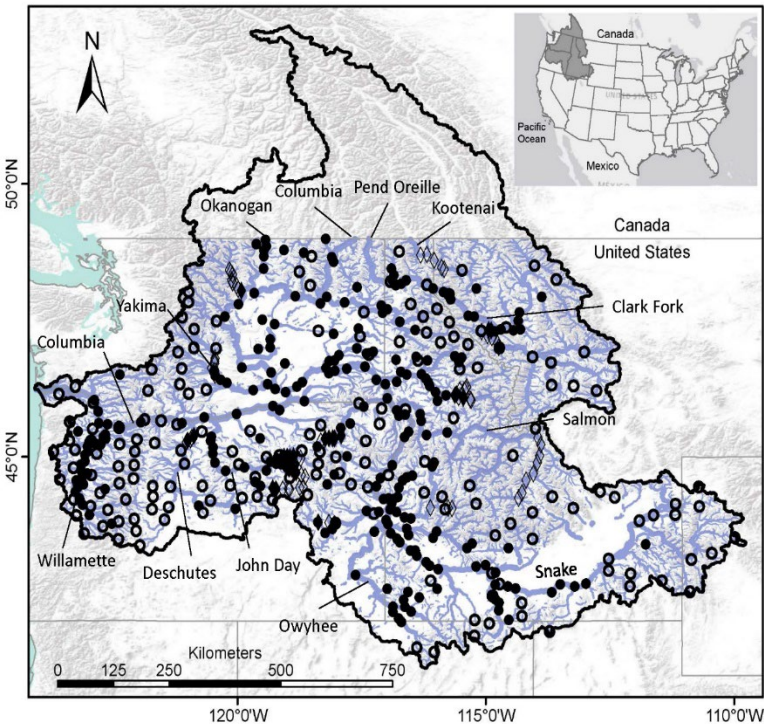 N
Canada
UNITED STATES
Pacific
Ocean
Mexico
50°0'N
Columbia
Pend Oreille
Okanogan
Kootenai
Canada
United States
Yakima
Clark Fork
Columbia
Salmon
45°0'N
Willamette
Deschutes
John Day
Snake
Owyhee
Kilometers
0 125 250 500 750
120°0'W 115°0'W 110°0'W